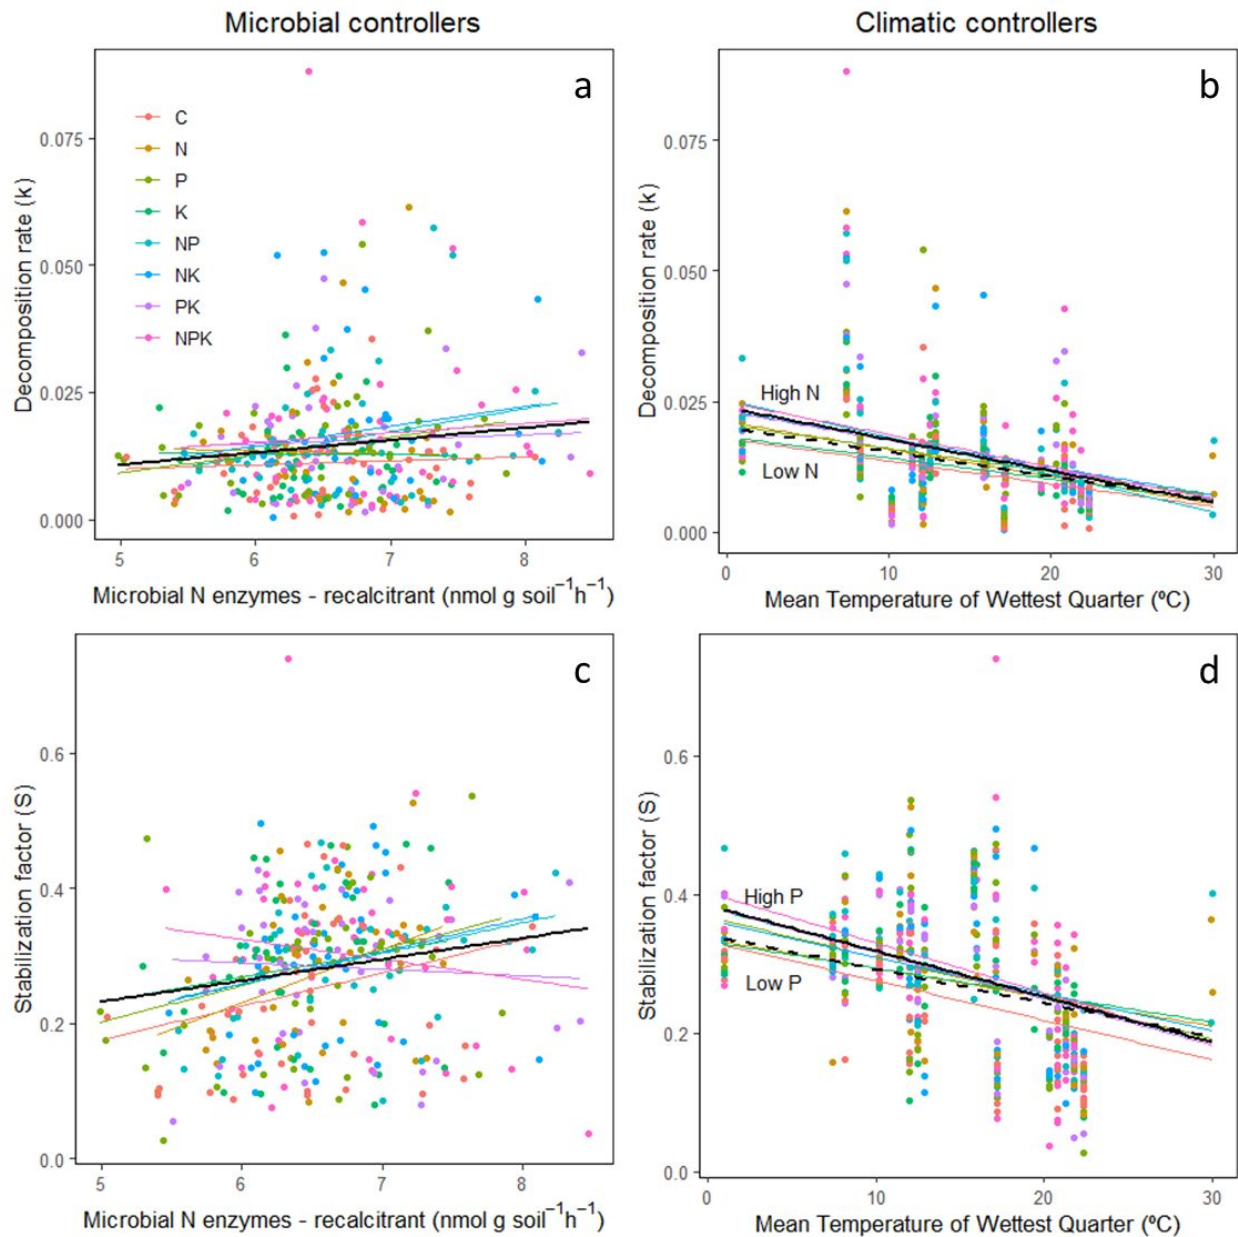 Microbial controllers
Climatic controllers
a
C
N
P
K
NP
NK
PK
NPK
Decomposition rate (k)
0.075
0.050
0.025
0.000
5 6 7 8
Microbial N enzymes - recalcitrant (nmol g soil⁻¹h⁻¹)
b
Decomposition rate (k)
0.075
0.050
0.025
0.000
High N
Low N
0 10 20 30
Mean Temperature of Wettest Quarter (ºC)
c
Stabilization factor (S)
0.6
0.4
0.2
0.0
5 6 7 8
Microbial N enzymes - recalcitrant (nmol g soil⁻¹h⁻¹)
d
Stabilization factor (S)
0.6
0.4
0.2
0.0
High P
Low P
0 10 20 30
Mean Temperature of Wettest Quarter (ºC)